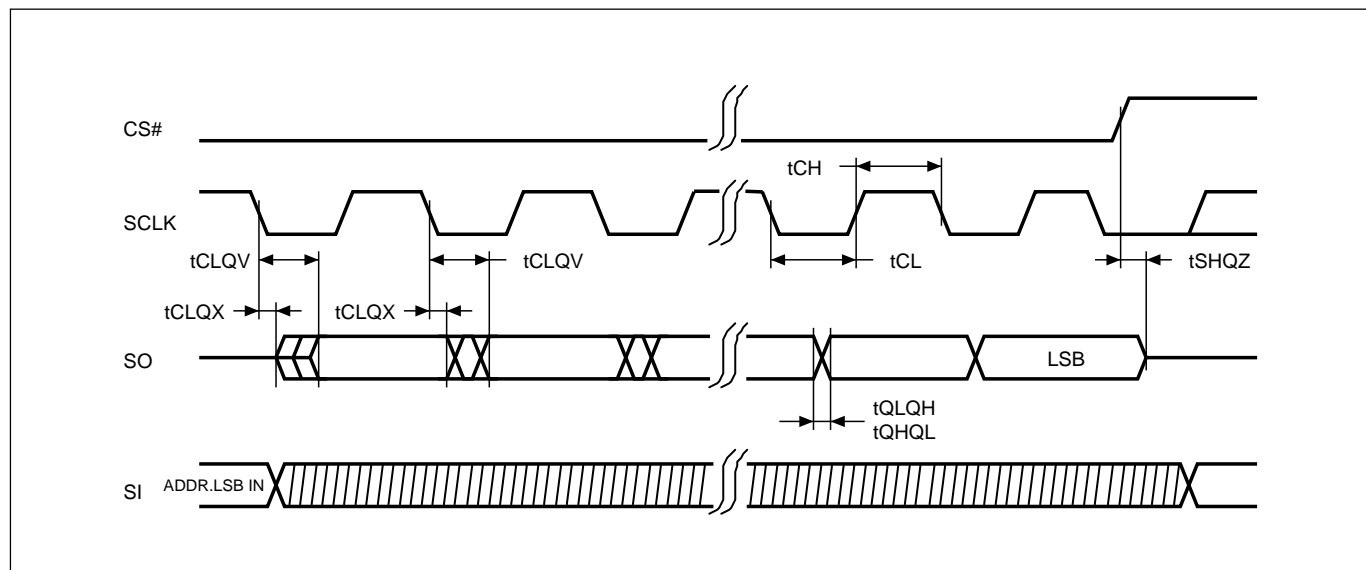 CS#
tCH
SCLK
tCLQV
tCLQV
tCL
tSHQZ
tCLQX
tCLQX
SO
LSB
tQLQH
tQHQL
SI
ADDR.LSB IN